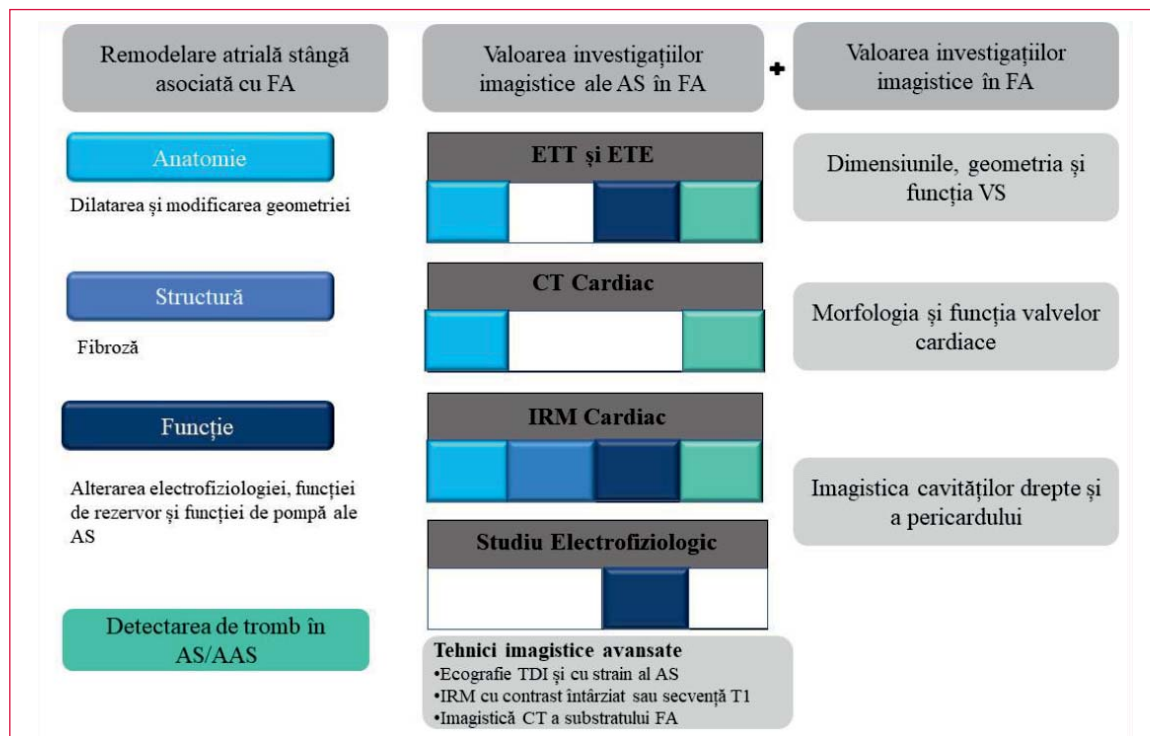 Remodelare atrială stângă
asociată cu FA
Anatomie
Dilatarea și modificarea geometriei
Structură
Fibroză
Funcție
Alterarea electrofiziologiei, funcției
de rezervor și funcției de pompă ale
AS
Detectarea de tromb în
AS/AAS
Valoarea investigațiilor
imagistice ale AS în FA
ETT și ETE
CT Cardiac
IRM Cardiac
Studiu Electrofiziologic
Tehnici imagistice avansate
•Ecografie TDI și cu strain al AS
•IRM cu contrast întârziat sau secvență T1
•Imagistică CT a substratului FA
+
Valoarea investigațiilor
imagistice în FA
Dimensiunile, geometria și
funcția VS
Morfologia și funcția valvelor
cardiace
Imagistica cavităților drepte și
a pericardului